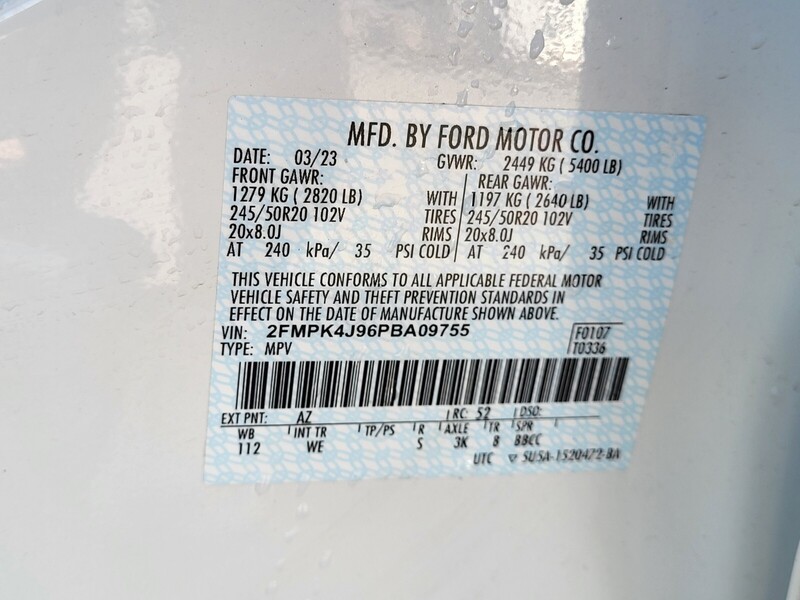 MFD. BY FORD MOTOR CO.
DATE: 03/23 GVWR: 2449 KG ( 5400 LB)
FRONT GAWR: REAR GAWR:
1279 KG ( 2820 LB) WITH 1197 KG ( 2640 LB) WITH
245/50R20 102V TIRES 245/50R20 102V TIRES
20x8.0J RIMS 20x8.0J RIMS
AT 240 kPa/ 35 PSI COLD AT 240 kPa/ 35 PSI COLD
THIS VEHICLE CONFORMS TO ALL APPLICABLE FEDERAL MOTOR
VEHICLE SAFETY AND THEFT PREVENTION STANDARDS IN
EFFECT ON THE DATE OF MANUFACTURE SHOWN ABOVE.
VIN: 2FMPK4J96PBA09755 F0107
TYPE: MPV T0336
EXT PNT: AZ RC: 52 DSO:
WB INT TR TP/PS R AXLE TR SPR
112 WE S 3K 8 BBCC
UTC 5U5A-1520472-BA